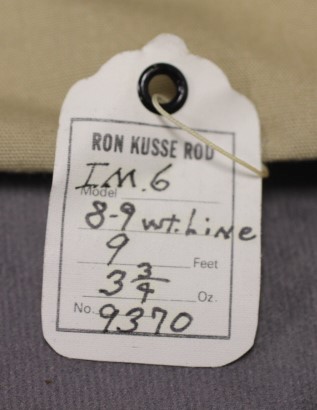 RON KUSSE ROD
I.M.6
Model
8-9 wt. Line
9 Feet
3 3/4 Oz.
No. 9370